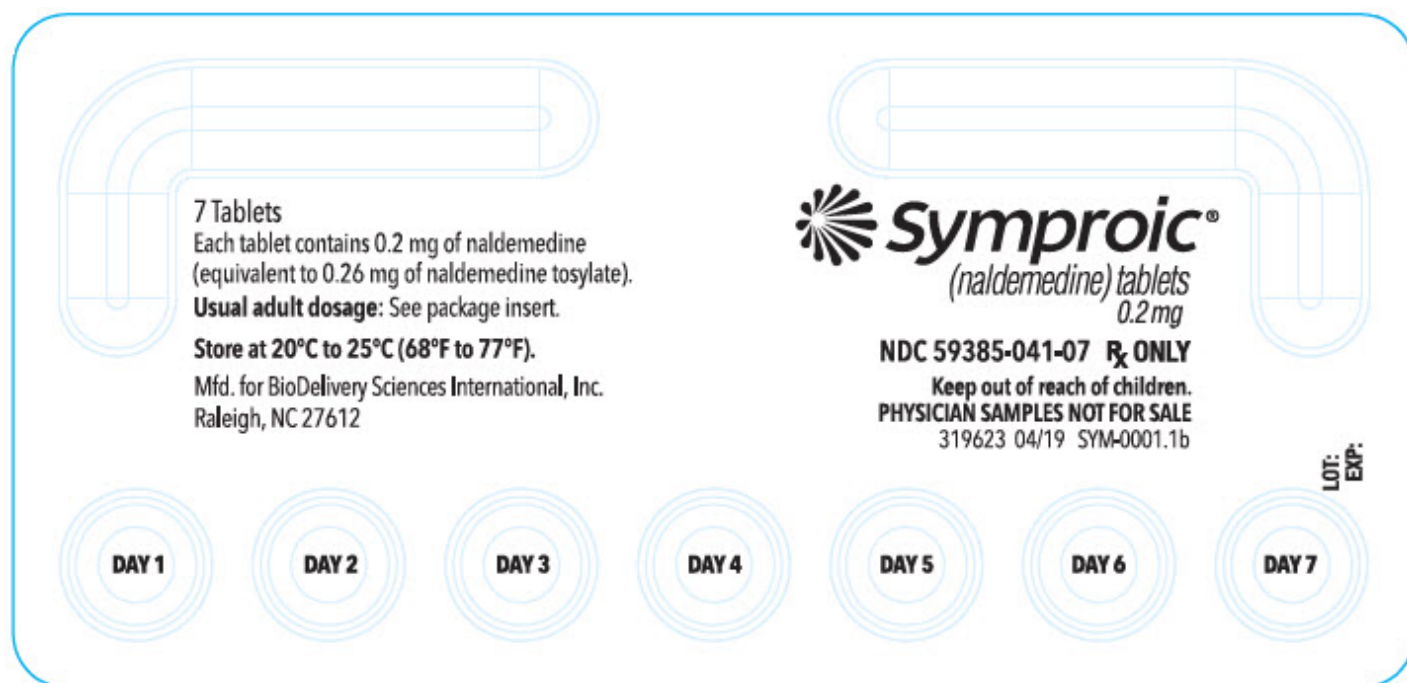 7 Tablets
Each tablet contains 0.2 mg of naldemedine
(equivalent to 0.26 mg of naldemedine tosylate).
Usual adult dosage: See package insert.
Store at 20°C to 25°C (68°F to 77°F).
Mfd. for BioDelivery Sciences International, Inc.
Raleigh, NC 27612
Symproic®
(naldemedine) tablets
0.2 mg
NDC 59385-041-07 Rx ONLY
Keep out of reach of children.
PHYSICIAN SAMPLES NOT FOR SALE
319623 04/19 SYM-0001.1b
LOT:
EXP:
DAY 1
DAY 2
DAY 3
DAY 4
DAY 5
DAY 6
DAY 7